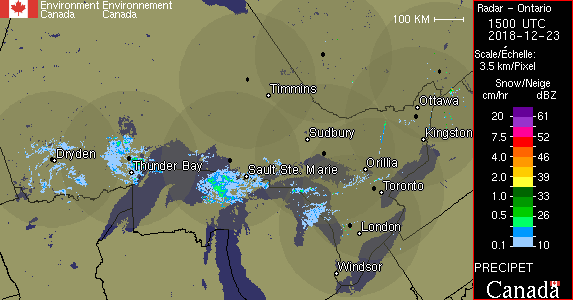 Environment Environnement
Canada Canada
100 KM
Timmins
Ottawa
Sudbury
Kingston
Dryden
Thunder Bay
Sault Ste. Marie
Orillia
Toronto
London
Windsor
Radar - Ontario
1500 UTC
2018-12-23
Scale/Échelle:
3.5 km/Pixel
Snow/Neige
cm/hr dBZ
20 61
7.5 52
4.0 46
2.0 39
1.0 33
0.5 26
0.1 10
PRECIPET
Canada